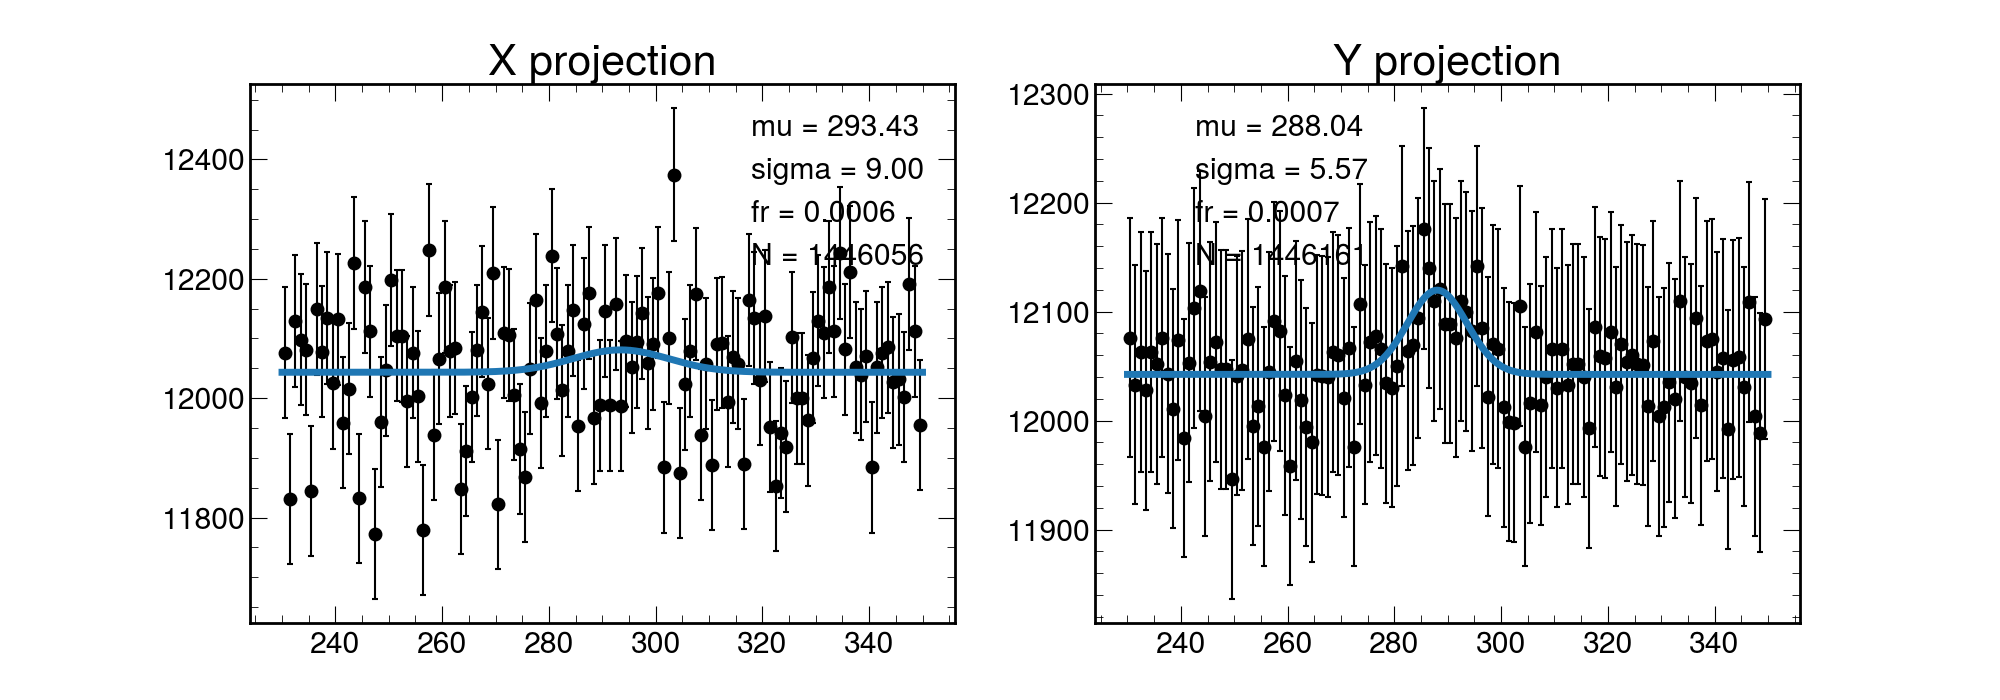 X projection
mu = 293.43
sigma = 9.00
fr = 0.0006
N = 1446056
12400
12200
12000
11800
240 260 280 300 320 340
Y projection
mu = 288.04
sigma = 5.57
fr = 0.0007
N = 1446161
12300
12200
12100
12000
11900
240 260 280 300 320 340